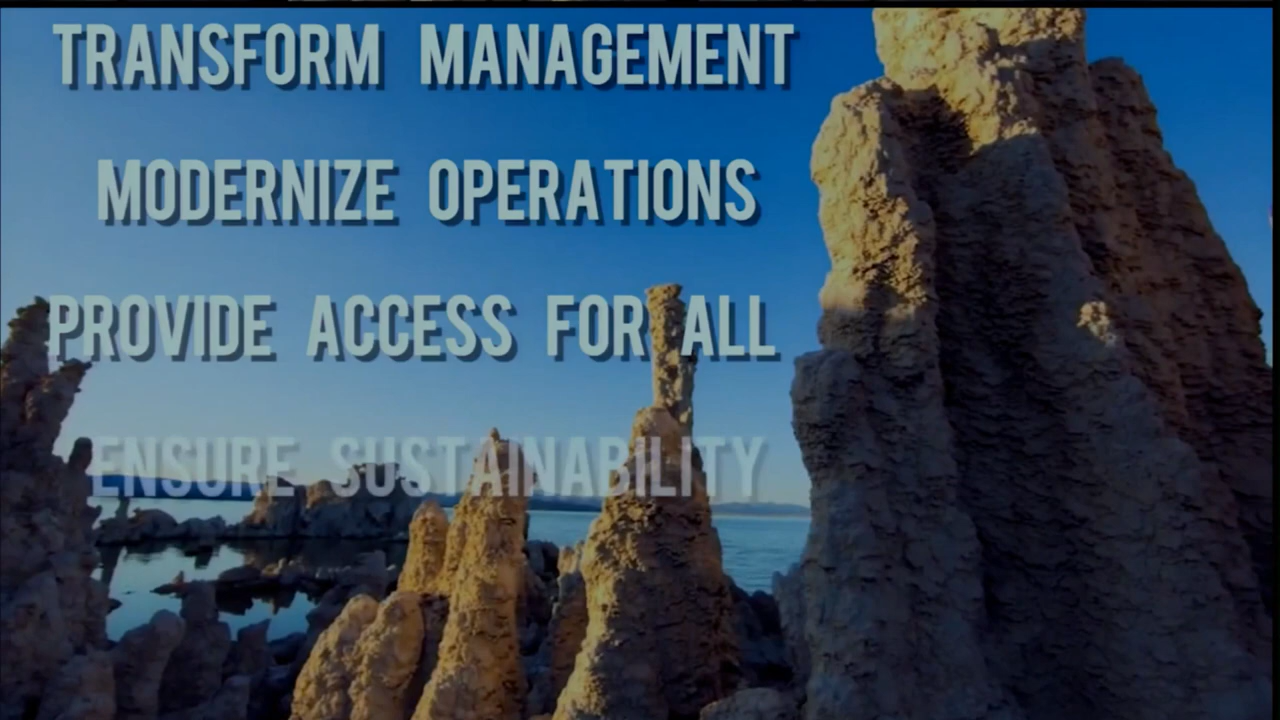 TRANSFORM MANAGEMENT
MODERNIZE OPERATIONS
PROVIDE ACCESS FOR ALL
ENSURE SUSTAINABILITY